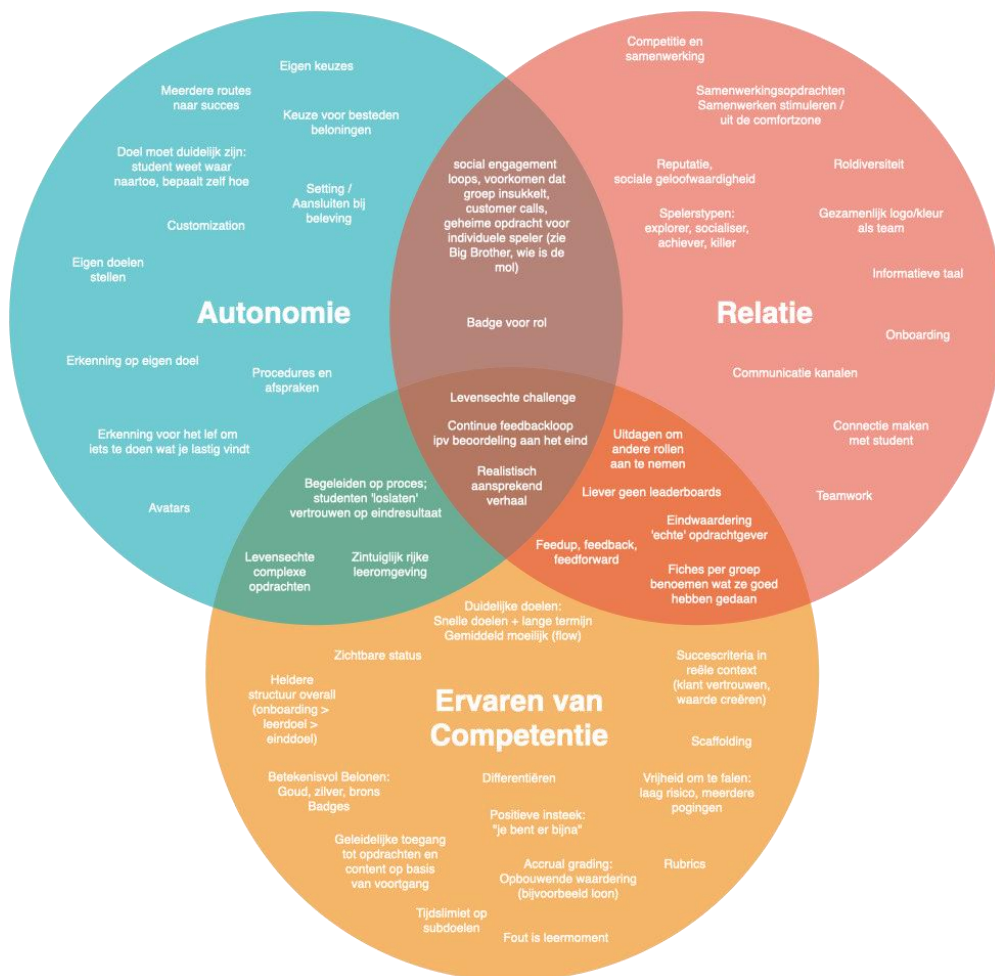 Eigen keuzes
Meerdere routes
naar succes
Keuze voor besteden
beloningen
Doel moet duidelijk zijn:
student weet waar
naartoe, bepaalt zelf hoe
Setting /
Aansluiten bij
beleving
Customization
Eigen doelen
stellen
Autonomie
Erkenning op eigen doel
Procedures en
afspraken
Erkenning voor het lef om
iets te doen wat je lastig vindt
Avatars
social engagement
loops, voorkomen dat
groep insukkelt,
customer calls,
geheime opdracht voor
individuele speler (zie
Big Brother, wie is de
mol)
Badge voor rol
Competitie en
samenwerking
Samenwerkingsopdrachten
Samenwerken stimuleren /
uit de comfortzone
Reputatie,
sociale geloofwaardigheid
Roldiversiteit
Spelerstypen:
explorer, socialiser,
achiever, killer
Gezamenlijk logo/kleur
als team
Informatieve taal
Relatie
Onboarding
Communicatie kanalen
Connectie maken
met student
Teamwork
Levensechte challenge
Continue feedbackloop
ipv beoordeling aan het eind
Realistisch
aansprekend
verhaal
Begeleiden op proces;
studenten 'loslaten'
vertrouwen op eindresultaat
Levensechte
complexe
opdrachten
Zintuiglijk rijke
leeromgeving
Uitdagen om
andere rollen
aan te nemen
Liever geen leaderboards
Eindwaardering
'echte' opdrachtgever
Feedup, feedback,
feedforward
Fiches per groep
benoemen wat ze goed
hebben gedaan
Duidelijke doelen:
Snelle doelen + lange termijn
Gemiddeld moeilijk (flow)
Zichtbare status
Heldere
structuur overall
(onboarding >
leerdoel >
einddoel)
Succescriteria in
reële context
(klant vertrouwen,
waarde creëren)
Ervaren van
Competentie
Scaffolding
Betekenisvol Belonen:
Goud, zilver, brons
Badges
Differentiëren
Vrijheid om te falen:
laag risico, meerdere
pogingen
Positieve insteek:
"je bent er bijna"
Geleidelijke toegang
tot opdrachten en
content op basis
van voortgang
Accrual grading:
Opbouwende waardering
(bijvoorbeeld loon)
Rubrics
Tijdslimiet op
subdoelen
Fout is leermoment